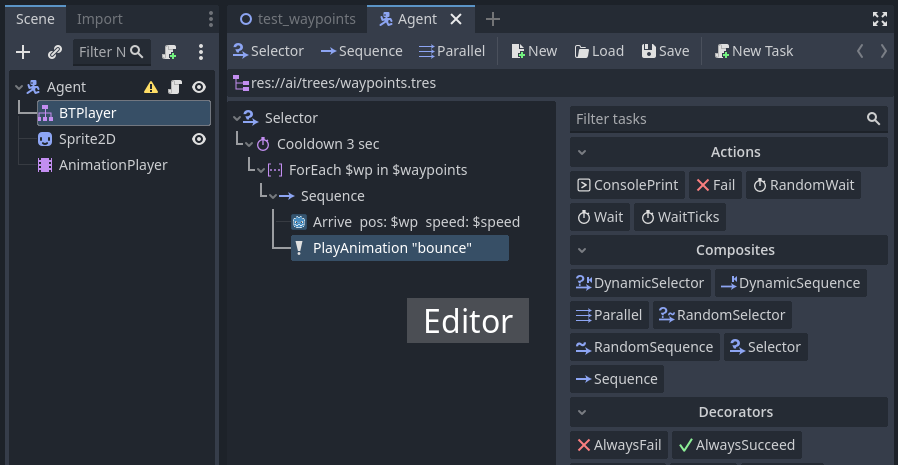 Scene Import
Filter N
Agent
BTPlayer
Sprite2D
AnimationPlayer
test_waypoints Agent
Selector Sequence Parallel New Load Save New Task
res://ai/trees/waypoints.tres
Selector
Cooldown 3 sec
ForEach $wp in $waypoints
Sequence
Arrive pos: $wp speed: $speed
PlayAnimation "bounce"
Editor
Filter tasks
Actions
ConsolePrint Fail RandomWait
Wait WaitTicks
Composites
DynamicSelector DynamicSequence
Parallel RandomSelector
RandomSequence Selector
Sequence
Decorators
AlwaysFail AlwaysSucceed